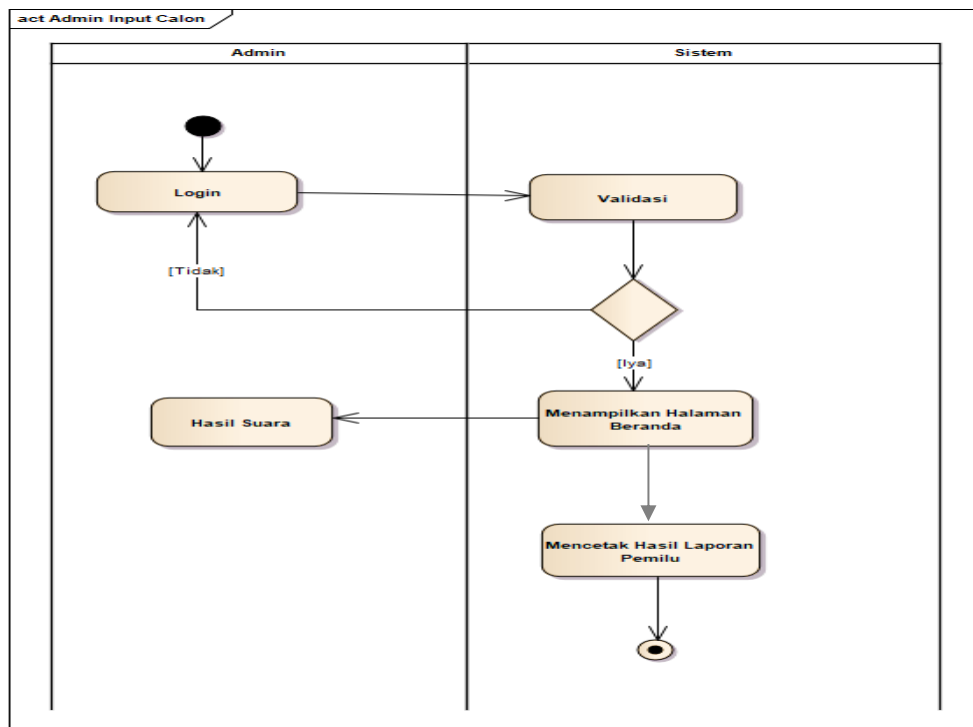 act Admin Input Calon
Admin
Sistem
Login
Validasi
[Tidak]
[Iya]
Hasil Suara
Menampilkan Halaman
Beranda
Mencetak Hasil Laporan
Pemilu